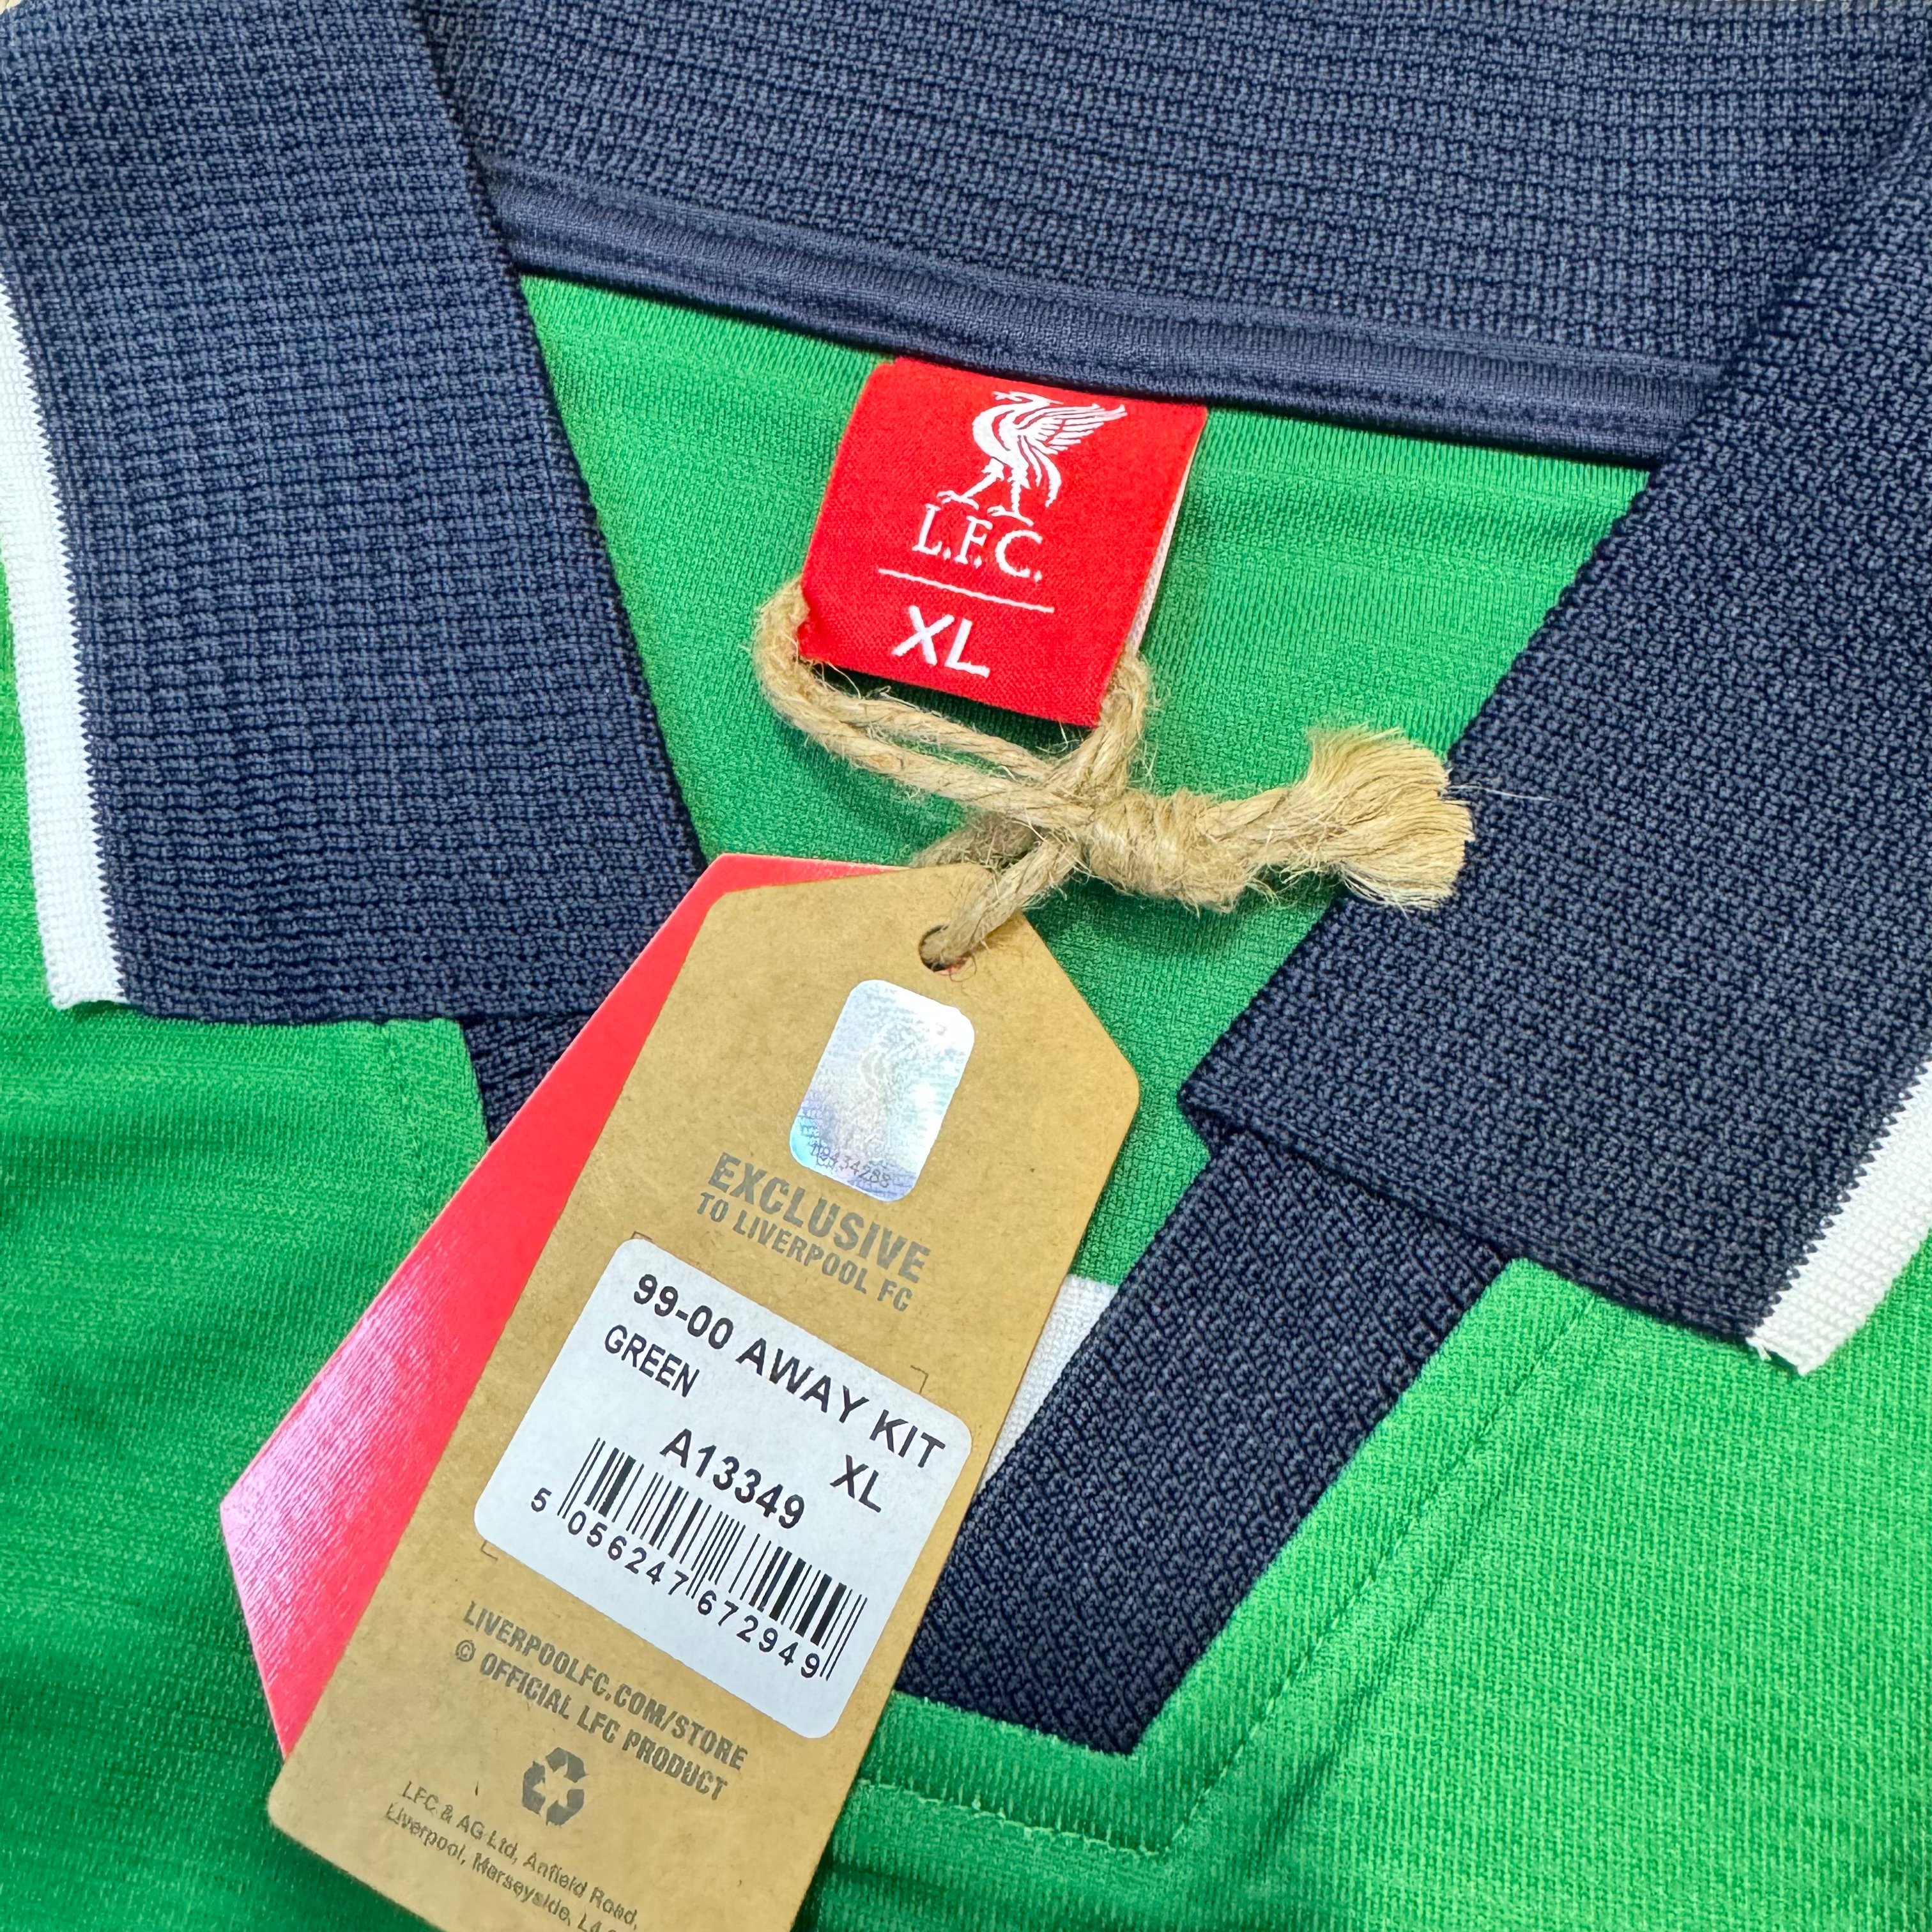 L.F.C.
XL
EXCLUSIVE
TO LIVERPOOL FC
99-00 AWAY KIT
GREEN
XL
A13349
5 056247 672949
LIVERPOOLFC.COM/STORE
© OFFICIAL LFC PRODUCT
LFC & AG Ltd, Anfield Road,
Liverpool, Merseyside, L4